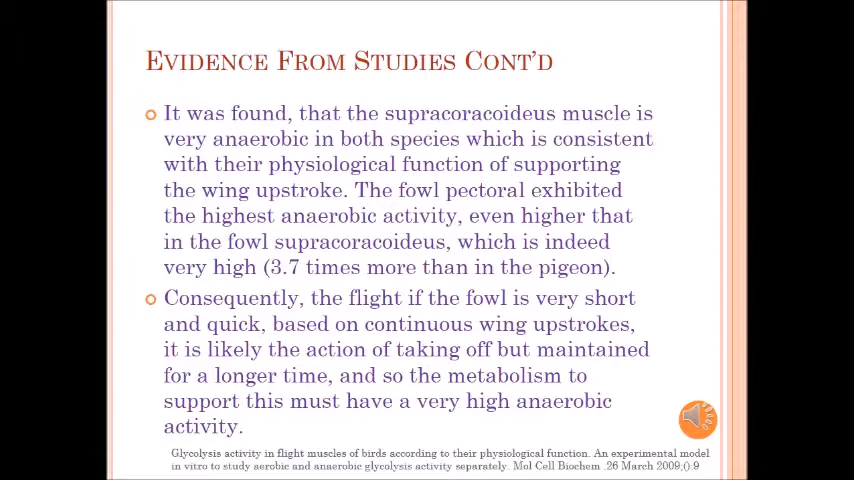 EVIDENCE FROM STUDIES CONT'D
It was found, that the supracoracoideus muscle is
very anaerobic in both species which is consistent
with their physiological function of supporting
the wing upstroke. The fowl pectoral exhibited
the highest anaerobic activity, even higher that
in the fowl supracoracoideus, which is indeed
very high (3.7 times more than in the pigeon).
Consequently, the flight if the fowl is very short
and quick, based on continuous wing upstrokes,
it is likely the action of taking off but maintained
for a longer time, and so the metabolism to
support this must have a very high anaerobic
activity.
Glycolysis activity in flight muscles of birds according to their physiological function. An experimental model
in vitro to study aerobic and anaerobic glycolysis activity separately. Mol Cell Biochem .26 March 2009;():9